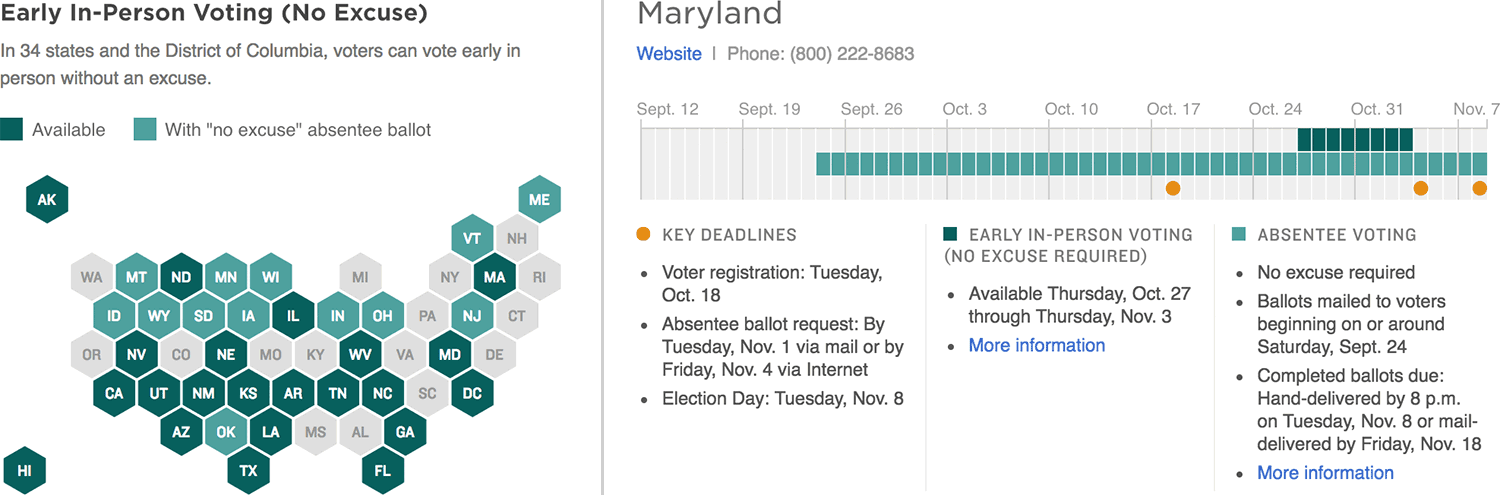 Early In-Person Voting (No Excuse)
In 34 states and the District of Columbia, voters can vote early in
person without an excuse.
Available
With "no excuse" absentee ballot
AK ME
VT NH
WA MT ND MN WI MI NY MA RI
ID WY SD IA IL IN OH PA NJ CT
OR NV CO NE MO KY WV VA MD DE
CA UT NM KS AR TN NC SC DC
AZ OK LA MS AL GA
HI TX FL
Maryland
Website | Phone: (800) 222-8683
Sept. 12 Sept. 19 Sept. 26 Oct. 3 Oct. 10 Oct. 17 Oct. 24 Oct. 31 Nov. 7
KEY DEADLINES
• Voter registration: Tuesday,
Oct. 18
• Absentee ballot request: By
Tuesday, Nov. 1 via mail or by
Friday, Nov. 4 via Internet
• Election Day: Tuesday, Nov. 8
EARLY IN-PERSON VOTING
(NO EXCUSE REQUIRED)
• Available Thursday, Oct. 27
through Thursday, Nov. 3
• More information
ABSENTEE VOTING
• No excuse required
• Ballots mailed to voters
beginning on or around
Saturday, Sept. 24
• Completed ballots due:
Hand-delivered by 8 p.m.
on Tuesday, Nov. 8 or mail-
delivered by Friday, Nov. 18
• More information